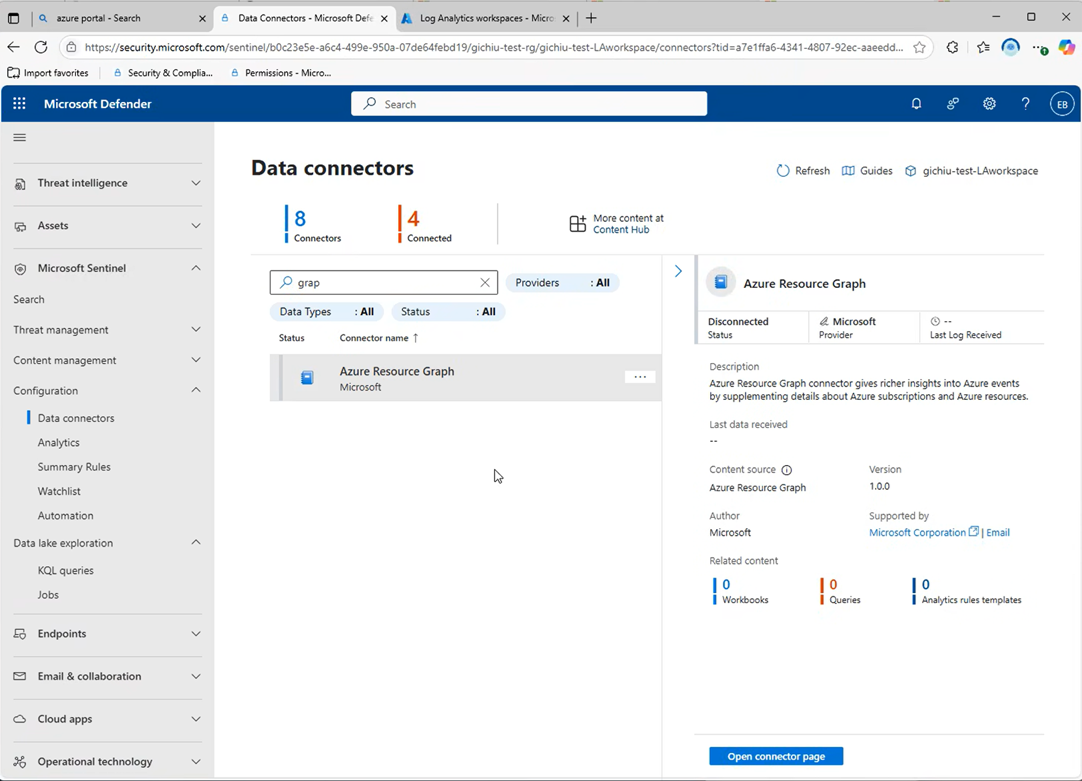 azure portal - Search
Data Connectors - Microsoft Defe
Log Analytics workspaces - Micro
https://security.microsoft.com/sentinel/b0c23e5e-a6c4-499e-950a-07de64febd19/gichiu-test-rg/gichiu-test-LAworkspace/connectors?tid=a7e1ffa6-4341-4807-92ec-aaeedd...
Import favorites
Security & Complia...
Permissions - Micro...
Microsoft Defender
Search
EB
Threat intelligence
Assets
Microsoft Sentinel
Search
Threat management
Content management
Configuration
Data connectors
Analytics
Summary Rules
Watchlist
Automation
Data lake exploration
KQL queries
Jobs
Endpoints
Email & collaboration
Cloud apps
Operational technology
Data connectors
Refresh
Guides
gichiu-test-LAworkspace
8
Connectors
4
Connected
More content at
Content Hub
grap
Providers : All
Data Types : All
Status : All
Status
Connector name ↑
Azure Resource Graph
Microsoft
...
Azure Resource Graph
Disconnected
Status
Microsoft
Provider
--
Last Log Received
Description
Azure Resource Graph connector gives richer insights into Azure events
by supplementing details about Azure subscriptions and Azure resources.
Last data received
--
Content source
Azure Resource Graph
Version
1.0.0
Author
Microsoft
Supported by
Microsoft Corporation | Email
Related content
0
Workbooks
0
Queries
0
Analytics rules templates
Open connector page